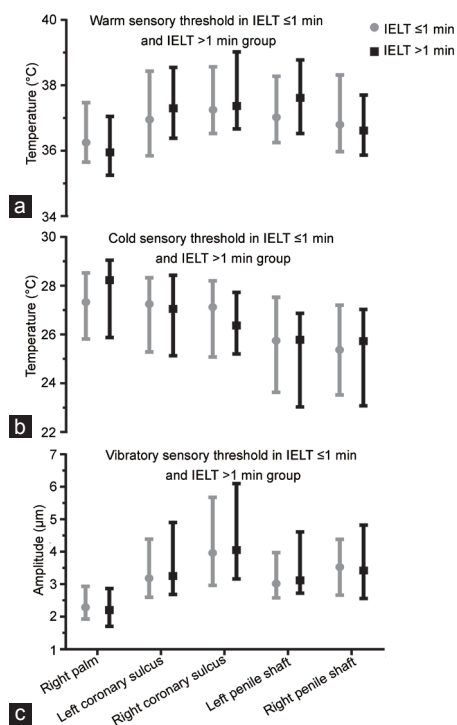 Warm sensory threshold in IELT ≤1 min
and IELT >1 min group
IELT ≤1 min
IELT >1 min
Temperature (°C)
40
38
36
34
a
Cold sensory threshold in IELT ≤1 min
and IELT >1 min group
Temperature (°C)
30
28
26
24
22
b
Vibratory sensory threshold in IELT ≤1 min
and IELT >1 min group
Amplitude (µm)
7
6
5
4
3
2
1
Right palm
Left coronary sulcus
Right coronary sulcus
Left penile shaft
Right penile shaft
c